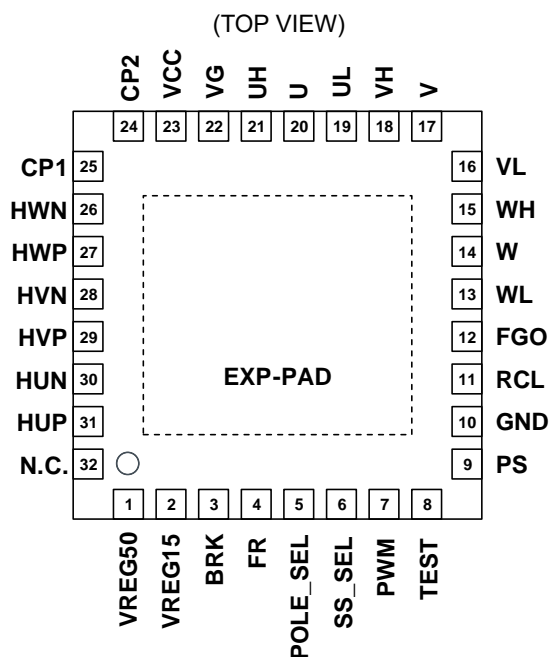 (TOP VIEW)
CP2 VCC VG UH U UL VH V
24 23 22 21 20 19 18 17
CP1 25 16 VL
HWN 26 15 WH
HWP 27 14 W
HVN 28 13 WL
HVP 29 12 FGO
HUN 30 EXP-PAD 11 RCL
HUP 31 10 GND
N.C. 32 9 PS
1 2 3 4 5 6 7 8
VREG50 VREG15 BRK FR POLE_SEL SS_SEL PWM TEST